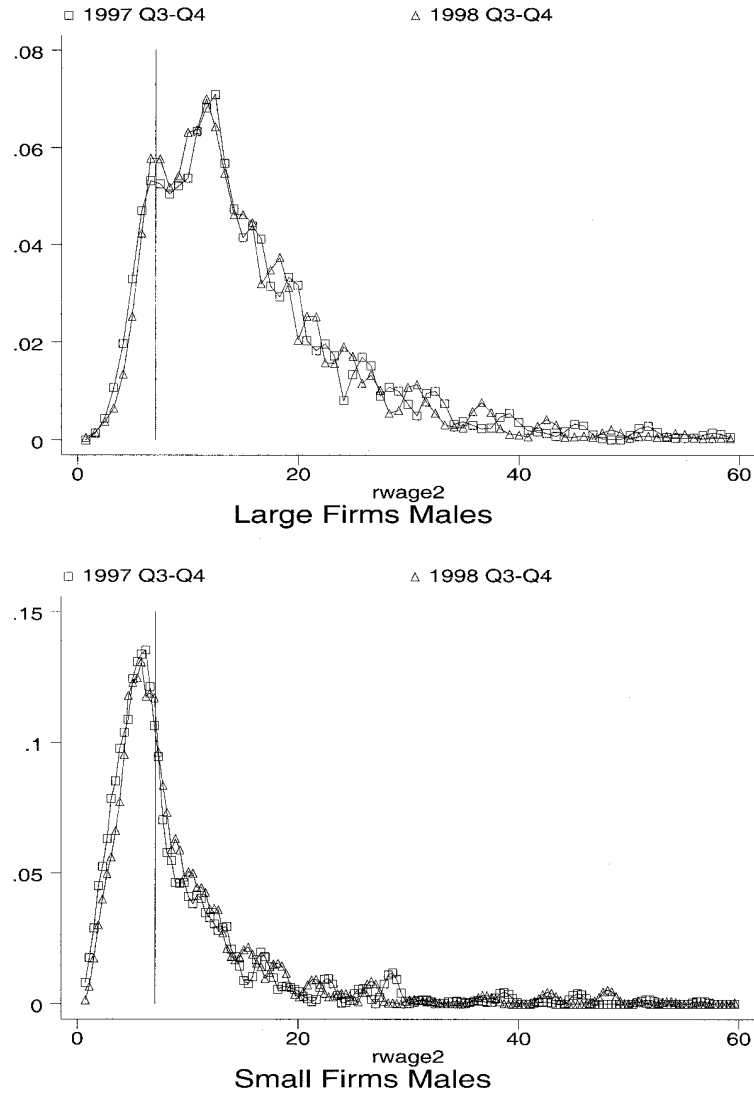 1997 Q3-Q4 1998 Q3-Q4
.08
.06
.04
.02
0
0 20 40 60
rwage2
Large Firms Males
1997 Q3-Q4 1998 Q3-Q4
.15
.1
.05
0
0 20 40 60
rwage2
Small Firms Males